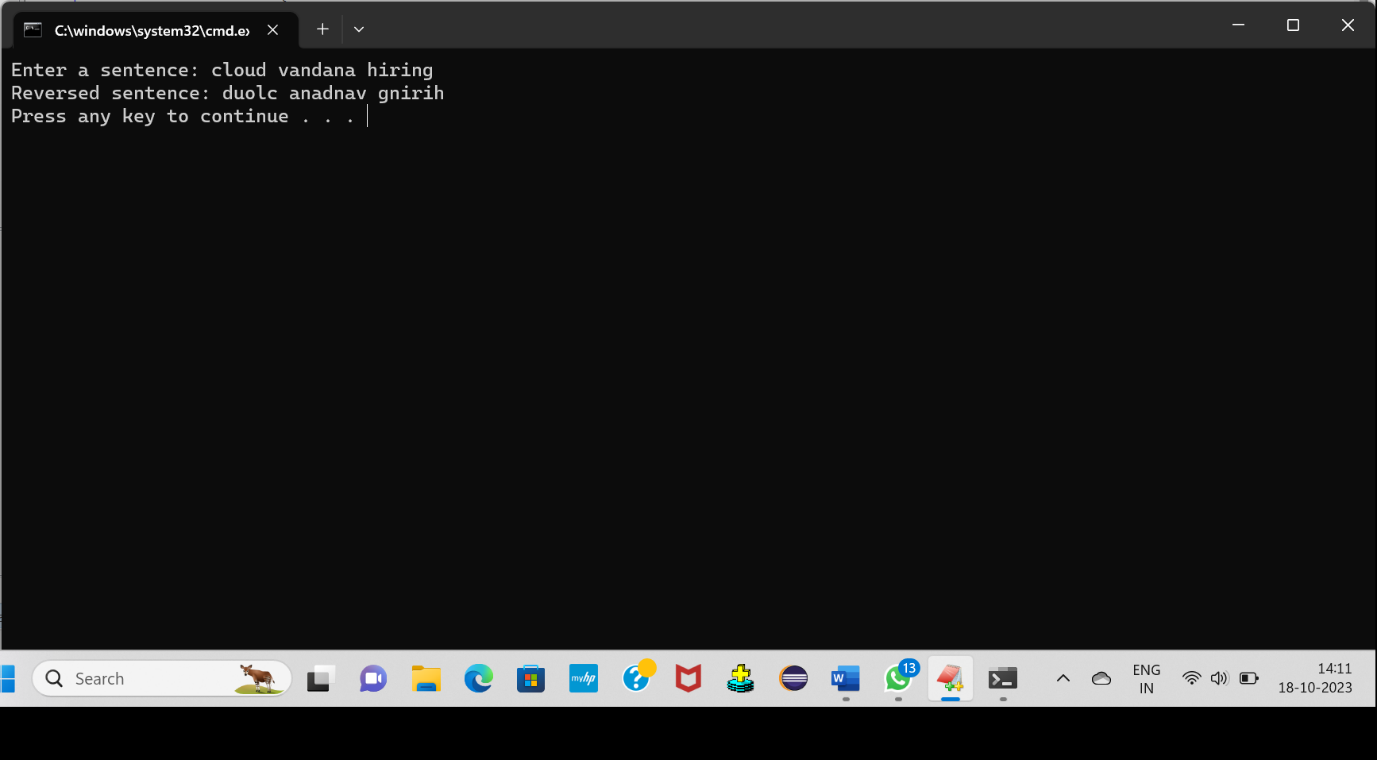 C:\windows\system32\cmd.e
Enter a sentence: cloud vandana hiring
Reversed sentence: duolc anadnav gnirih
Press any key to continue . . .
Search
myhp
?
W
13
ENG
IN
14:11
18-10-2023